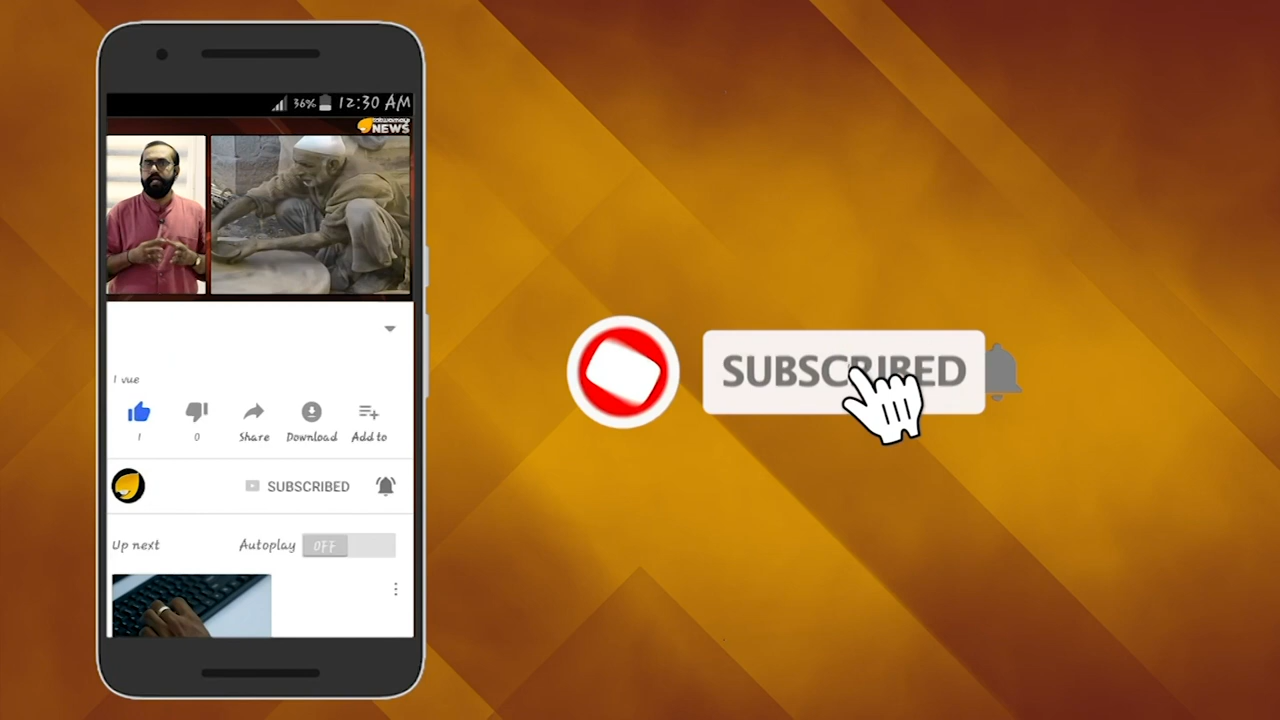 36%
12:30 AM
NEWS
1 vue
1
0
Share
Download
Add to
SUBSCRIBED
Up next
Autoplay
OFF
SUBSCRIBED